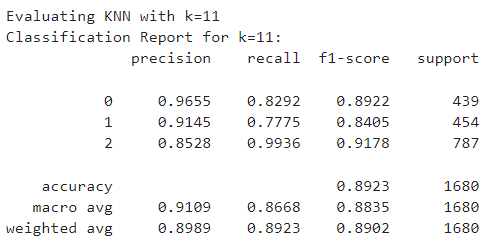 Evaluating KNN with k=11
Classification Report for k=11:
precision recall f1-score support
0 0.9655 0.8292 0.8922 439
1 0.9145 0.7775 0.8405 454
2 0.8528 0.9936 0.9178 787
accuracy 0.8923 1680
macro avg 0.9109 0.8668 0.8835 1680
weighted avg 0.8989 0.8923 0.8902 1680